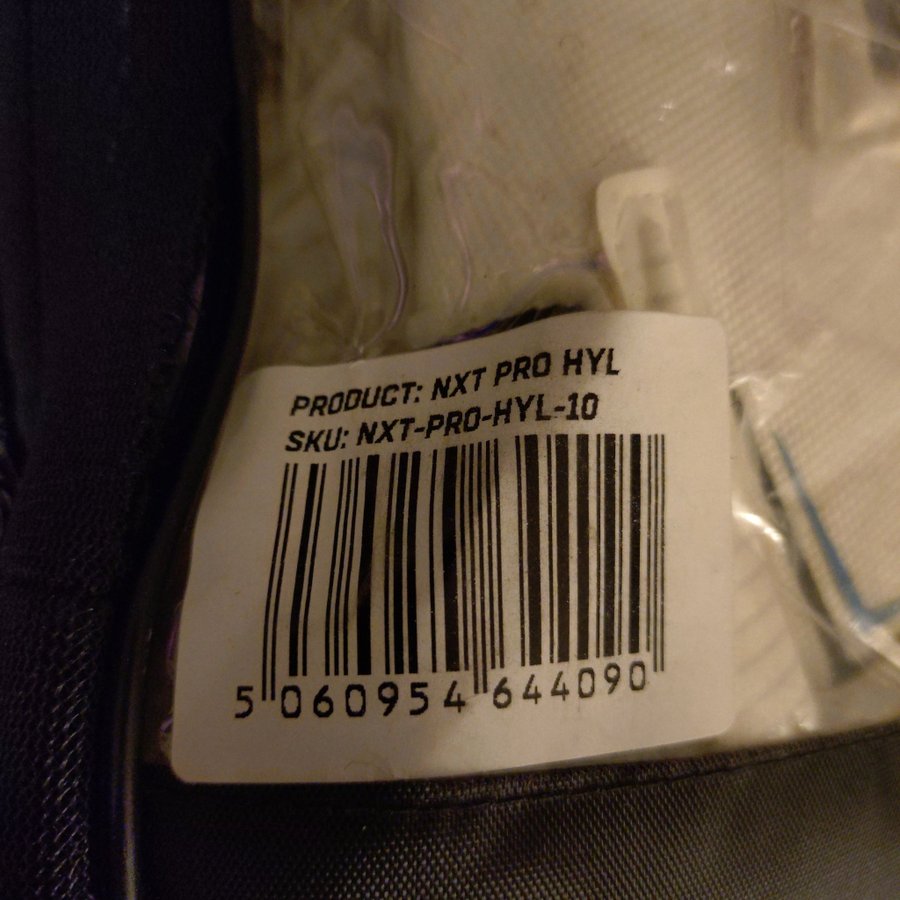 PRODUCT: NXT PRO HYL
SKU: NXT-PRO-HYL-10
5 060954 644090